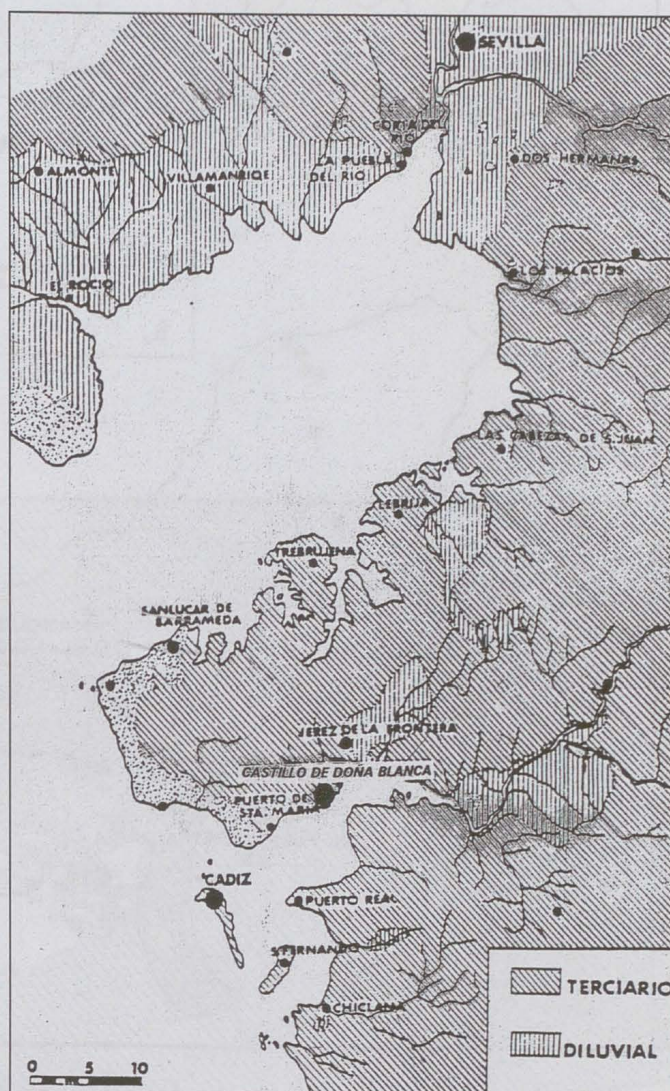 SEVILLA
CORIA DEL
RIO
LA PUEBLA
DEL RIO
DOS HERMANAS
ALMONTE
VILLAMANRIQE
EL ROCIO
LOS PALACIOS
LAS CABEZAS DE S. JUAN
LEBRIJA
TREBRUJENA
SANLUCAR DE
BARRAMEDA
JEREZ DE LA FRONTERA
CASTILLO DE DOÑA BLANCA
PUERTO DE
STA. MARIA
CADIZ
PUERTO REAL
S. FERNANDO
CHICLANA
TERCIARIO
DILUVIAL
0 5 10